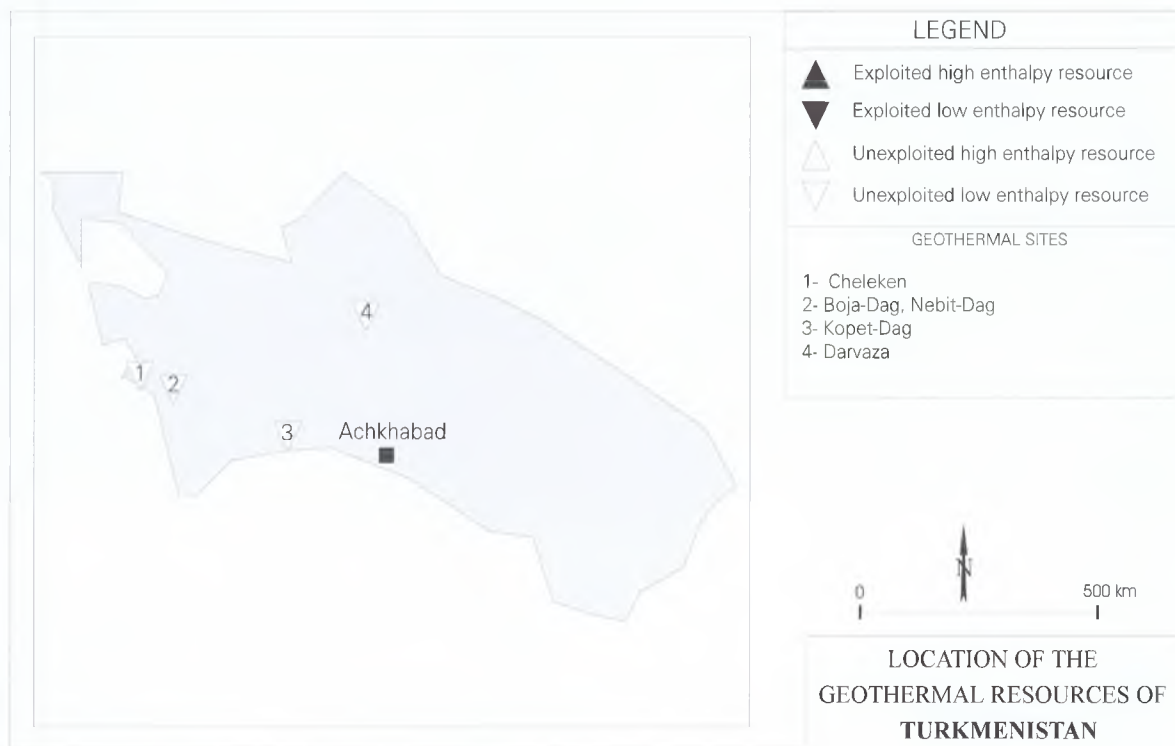 LEGEND
Exploited high enthalpy resource
Exploited low enthalpy resource
Unexploited high enthalpy resource
Unexploited low enthalpy resource
GEOTHERMAL SITES
1- Cheleken
2- Boja-Dag, Nebit-Dag
3- Kopet-Dag
4- Darvaza
4
1
2
3
Achkhabad
N
0 500 km
LOCATION OF THE
GEOTHERMAL RESOURCES OF
TURKMENISTAN